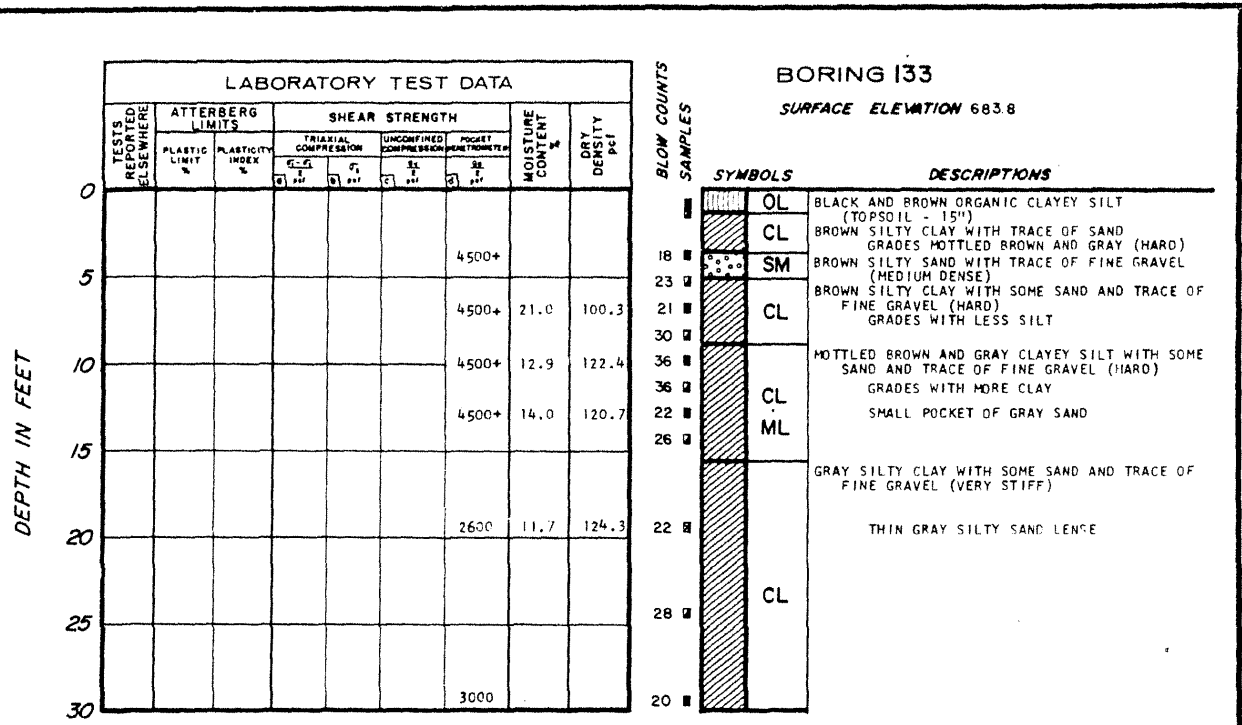 LABORATORY TEST DATA
TESTS REPORTED ELSEWHERE
ATTERBERG LIMITS
PLASTIC LIMIT %
PLASTICITY INDEX %
SHEAR STRENGTH
TRIAXIAL COMPRESSION
UNCONFINED COMPRESSION
POCKET PENETROMETER
MOISTURE CONTENT %
DRY DENSITY pcf
BLOW COUNTS
SAMPLES
BORING 133
SURFACE ELEVATION 683.8
SYMBOLS
DESCRIPTIONS
DEPTH IN FEET
0
OL
BLACK AND BROWN ORGANIC CLAYEY SILT
(TOPSOIL - 15")
CL
BROWN SILTY CLAY WITH TRACE OF SAND
GRADES MOTTLED BROWN AND GRAY (HARD)
4500+
18
SM
BROWN SILTY SAND WITH TRACE OF FINE GRAVEL
(MEDIUM DENSE)
5
23
BROWN SILTY CLAY WITH SOME SAND AND TRACE OF
FINE GRAVEL (HARD)
4500+ 21.0 100.3
21
CL
GRADES WITH LESS SILT
30
10
4500+ 12.9 122.4
36
MOTTLED BROWN AND GRAY CLAYEY SILT WITH SOME
SAND AND TRACE OF FINE GRAVEL (HARD)
36
CL
GRADES WITH MORE CLAY
4500+ 14.0 120.7
22
SMALL POCKET OF GRAY SAND
ML
26
15
GRAY SILTY CLAY WITH SOME SAND AND TRACE OF
FINE GRAVEL (VERY STIFF)
20
2600 11.7 124.3
22
THIN GRAY SILTY SAND LENSE
CL
28
25
3000
20
30